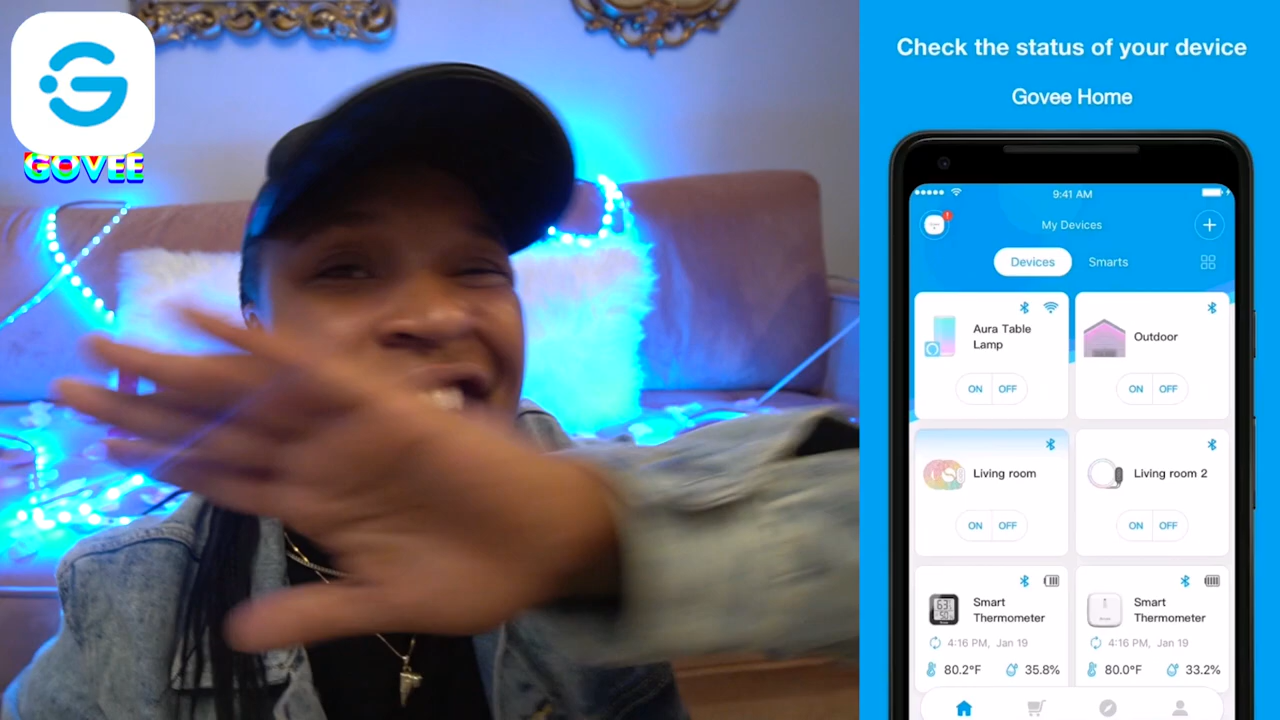 GOVEE
Check the status of your device
Govee Home
9:41 AM
My Devices
+
Devices
Smarts
Aura Table
Lamp
ON OFF
Outdoor
ON OFF
Living room
ON OFF
Living room 2
ON OFF
Smart
Thermometer
4:16 PM, Jan 19
80.2°F 35.8%
Smart
Thermometer
4:16 PM, Jan 19
80.0°F 33.2%